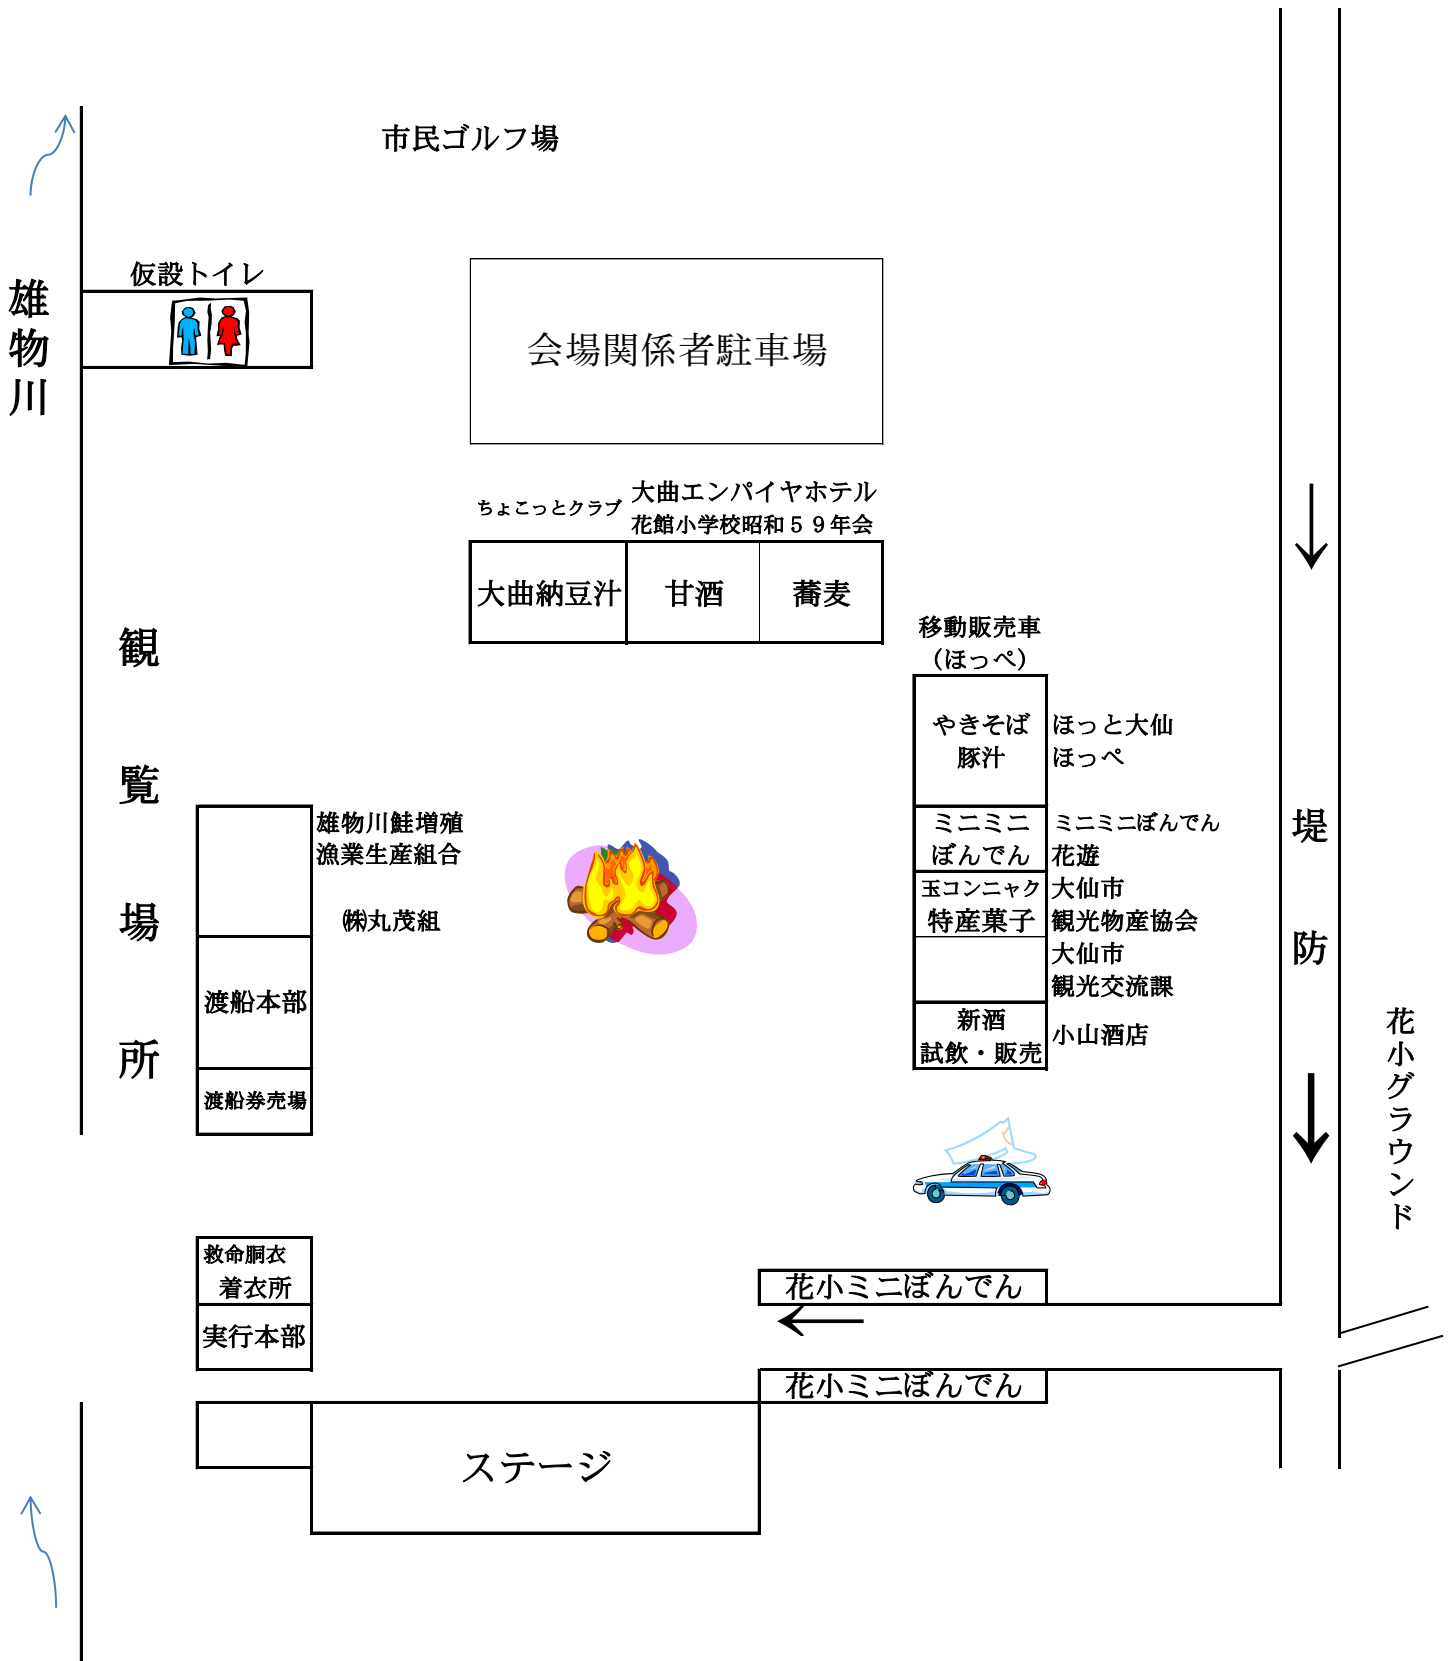 市民ゴルフ場
雄物川
仮設トイレ
会場関係者駐車場
ちょこっとクラブ
大曲エンパイヤホテル
花館小学校昭和５９年会
大曲納豆汁
甘酒
蕎麦
移動販売車
（ほっぺ）
やきそば
豚汁
ほっと大仙
ほっぺ
ミニミニ
ぼんでん
ミニミニぼんでん
花遊
玉コンニャク
特産菓子
大仙市
観光物産協会
大仙市
観光交流課
新酒
試飲・販売
小山酒店
観覧場所
雄物川鮭増殖
漁業生産組合
㈱丸茂組
渡船本部
渡船券売場
堤防
花小グラウンド
救命胴衣
着衣所
実行本部
花小ミニぼんでん
花小ミニぼんでん
ステージ